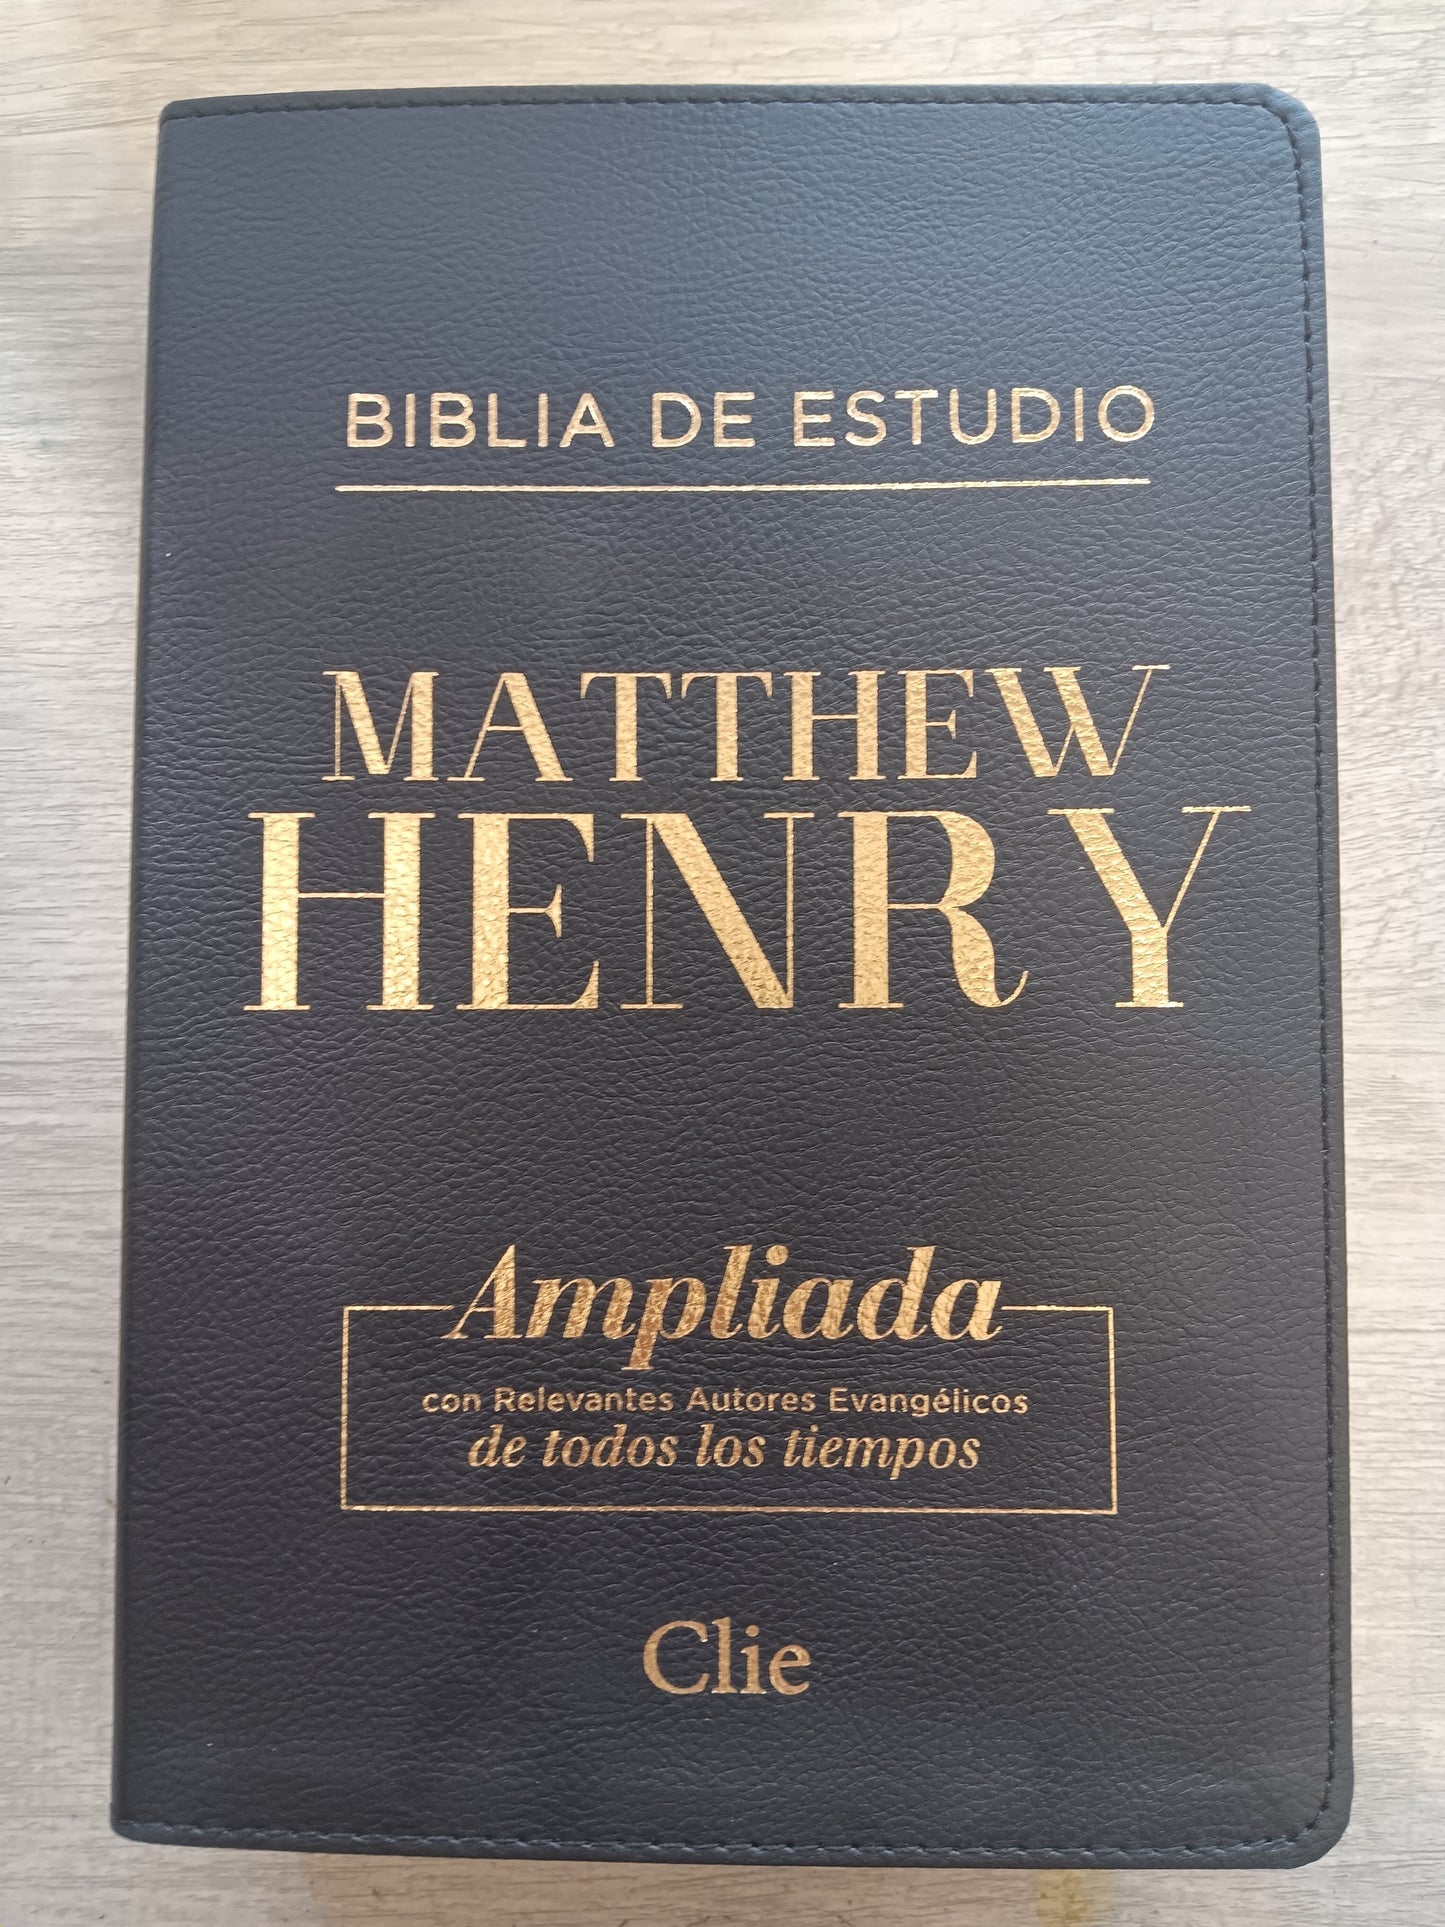 BIBLIA DE ESTUDIO
MATTHEW
HENRY
Ampliada
con Relevantes Autores Evangélicos
de todos los tiempos
Clie